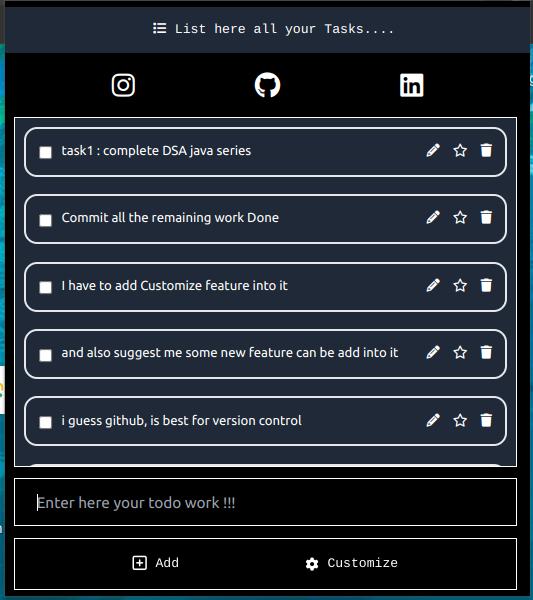 List here all your Tasks....
task1 : complete DSA java series
Commit all the remaining work Done
I have to add Customize feature into it
and also suggest me some new feature can be add into it
i guess github, is best for version control
Enter here your todo work !!!
Add
Customize